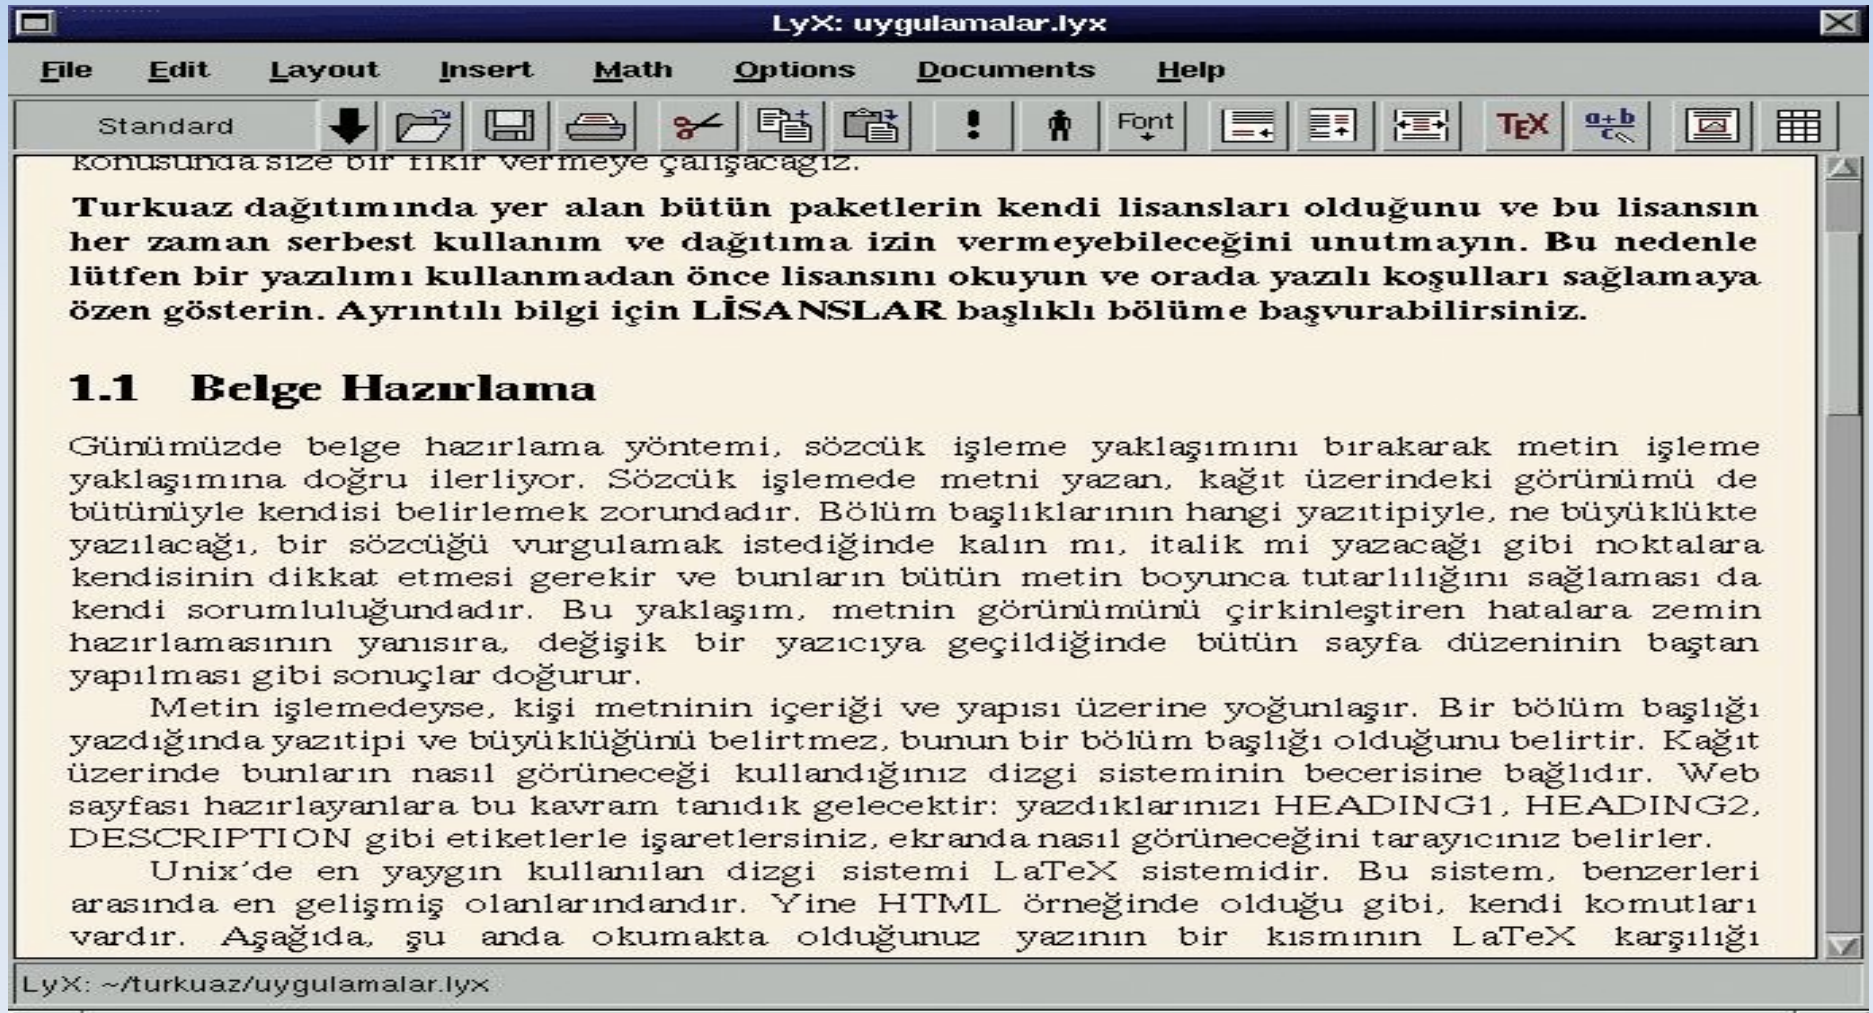 LyX: uygulamalar.lyx
File Edit Layout Insert Math Options Documents Help
Standard Font TEX a+b c
konusunda size bir fikir vermeye çalışacağız.
Turkuaz dağıtımında yer alan bütün paketlerin kendi lisansları olduğunu ve bu lisansın
her zaman serbest kullanım ve dağıtıma izin vermeyebileceğini unutmayın. Bu nedenle
lütfen bir yazılımı kullanmadan önce lisansını okuyun ve orada yazılı koşulları sağlamaya
özen gösterin. Ayrıntılı bilgi için LİSANSLAR başlıklı bölüme başvurabilirsiniz.
1.1 Belge Hazırlama
Günümüzde belge hazırlama yöntemi, sözcük işleme yaklaşımını bırakarak metin işleme
yaklaşımına doğru ilerliyor. Sözcük işlemede metni yazan, kağıt üzerindeki görünümü de
bütünüyle kendisi belirlemek zorundadır. Bölüm başlıklarının hangi yazıtipiyle, ne büyüklükte
yazılacağı, bir sözcüğü vurgulamak istediğinde kalın mı, italik mi yazacağı gibi noktalara
kendisinin dikkat etmesi gerekir ve bunların bütün metin boyunca tutarlılığını sağlaması da
kendi sorumluluğundadır. Bu yaklaşım, metnin görünümünü çirkinleştiren hatalara zemin
hazırlamasının yanısıra, değişik bir yazıcıya geçildiğinde bütün sayfa düzeninin baştan
yapılması gibi sonuçlar doğurur.
Metin işlemedeyse, kişi metninin içeriği ve yapısı üzerine yoğunlaşır. Bir bölüm başlığı
yazdığında yazıtipi ve büyüklüğünü belirtmez, bunun bir bölüm başlığı olduğunu belirtir. Kağıt
üzerinde bunların nasıl görüneceği kullandığınız dizgi sisteminin becerisine bağlıdır. Web
sayfası hazırlayanlara bu kavram tanıdık gelecektir: yazdıklarınızı HEADING1, HEADING2,
DESCRIPTION gibi etiketlerle işaretlersiniz, ekranda nasıl görüneceğini tarayıcınız belirler.
Unix'de en yaygın kullanılan dizgi sistemi LaTeX sistemidir. Bu sistem, benzerleri
arasında en gelişmiş olanlarındandır. Yine HTML örneğinde olduğu gibi, kendi komutları
vardır. Aşağıda, şu anda okumakta olduğunuz yazının bir kısmının LaTeX karşılığı
LyX: ~/turkuaz/uygulamalar.lyx